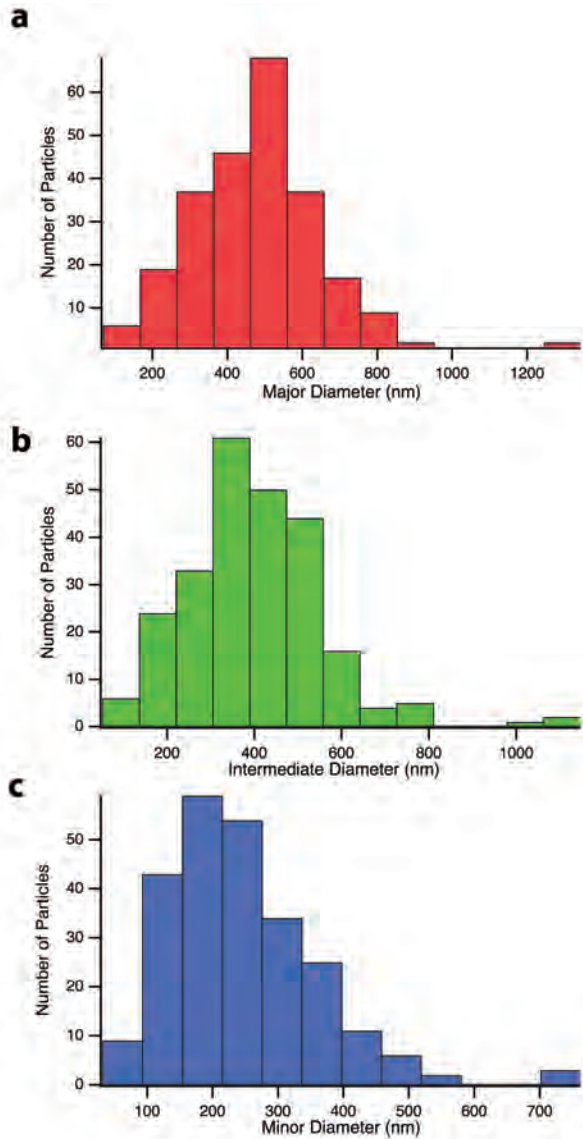 a
60
50
40
30
20
10
Number of Particles
200 400 600 800 1000 1200
Major Diameter (nm)
b
60
50
40
30
20
10
0
Number of Particles
200 400 600 800 1000
Intermediate Diameter (nm)
c
50
40
30
20
10
0
Number of Particles
100 200 300 400 500 600 700
Minor Diameter (nm)